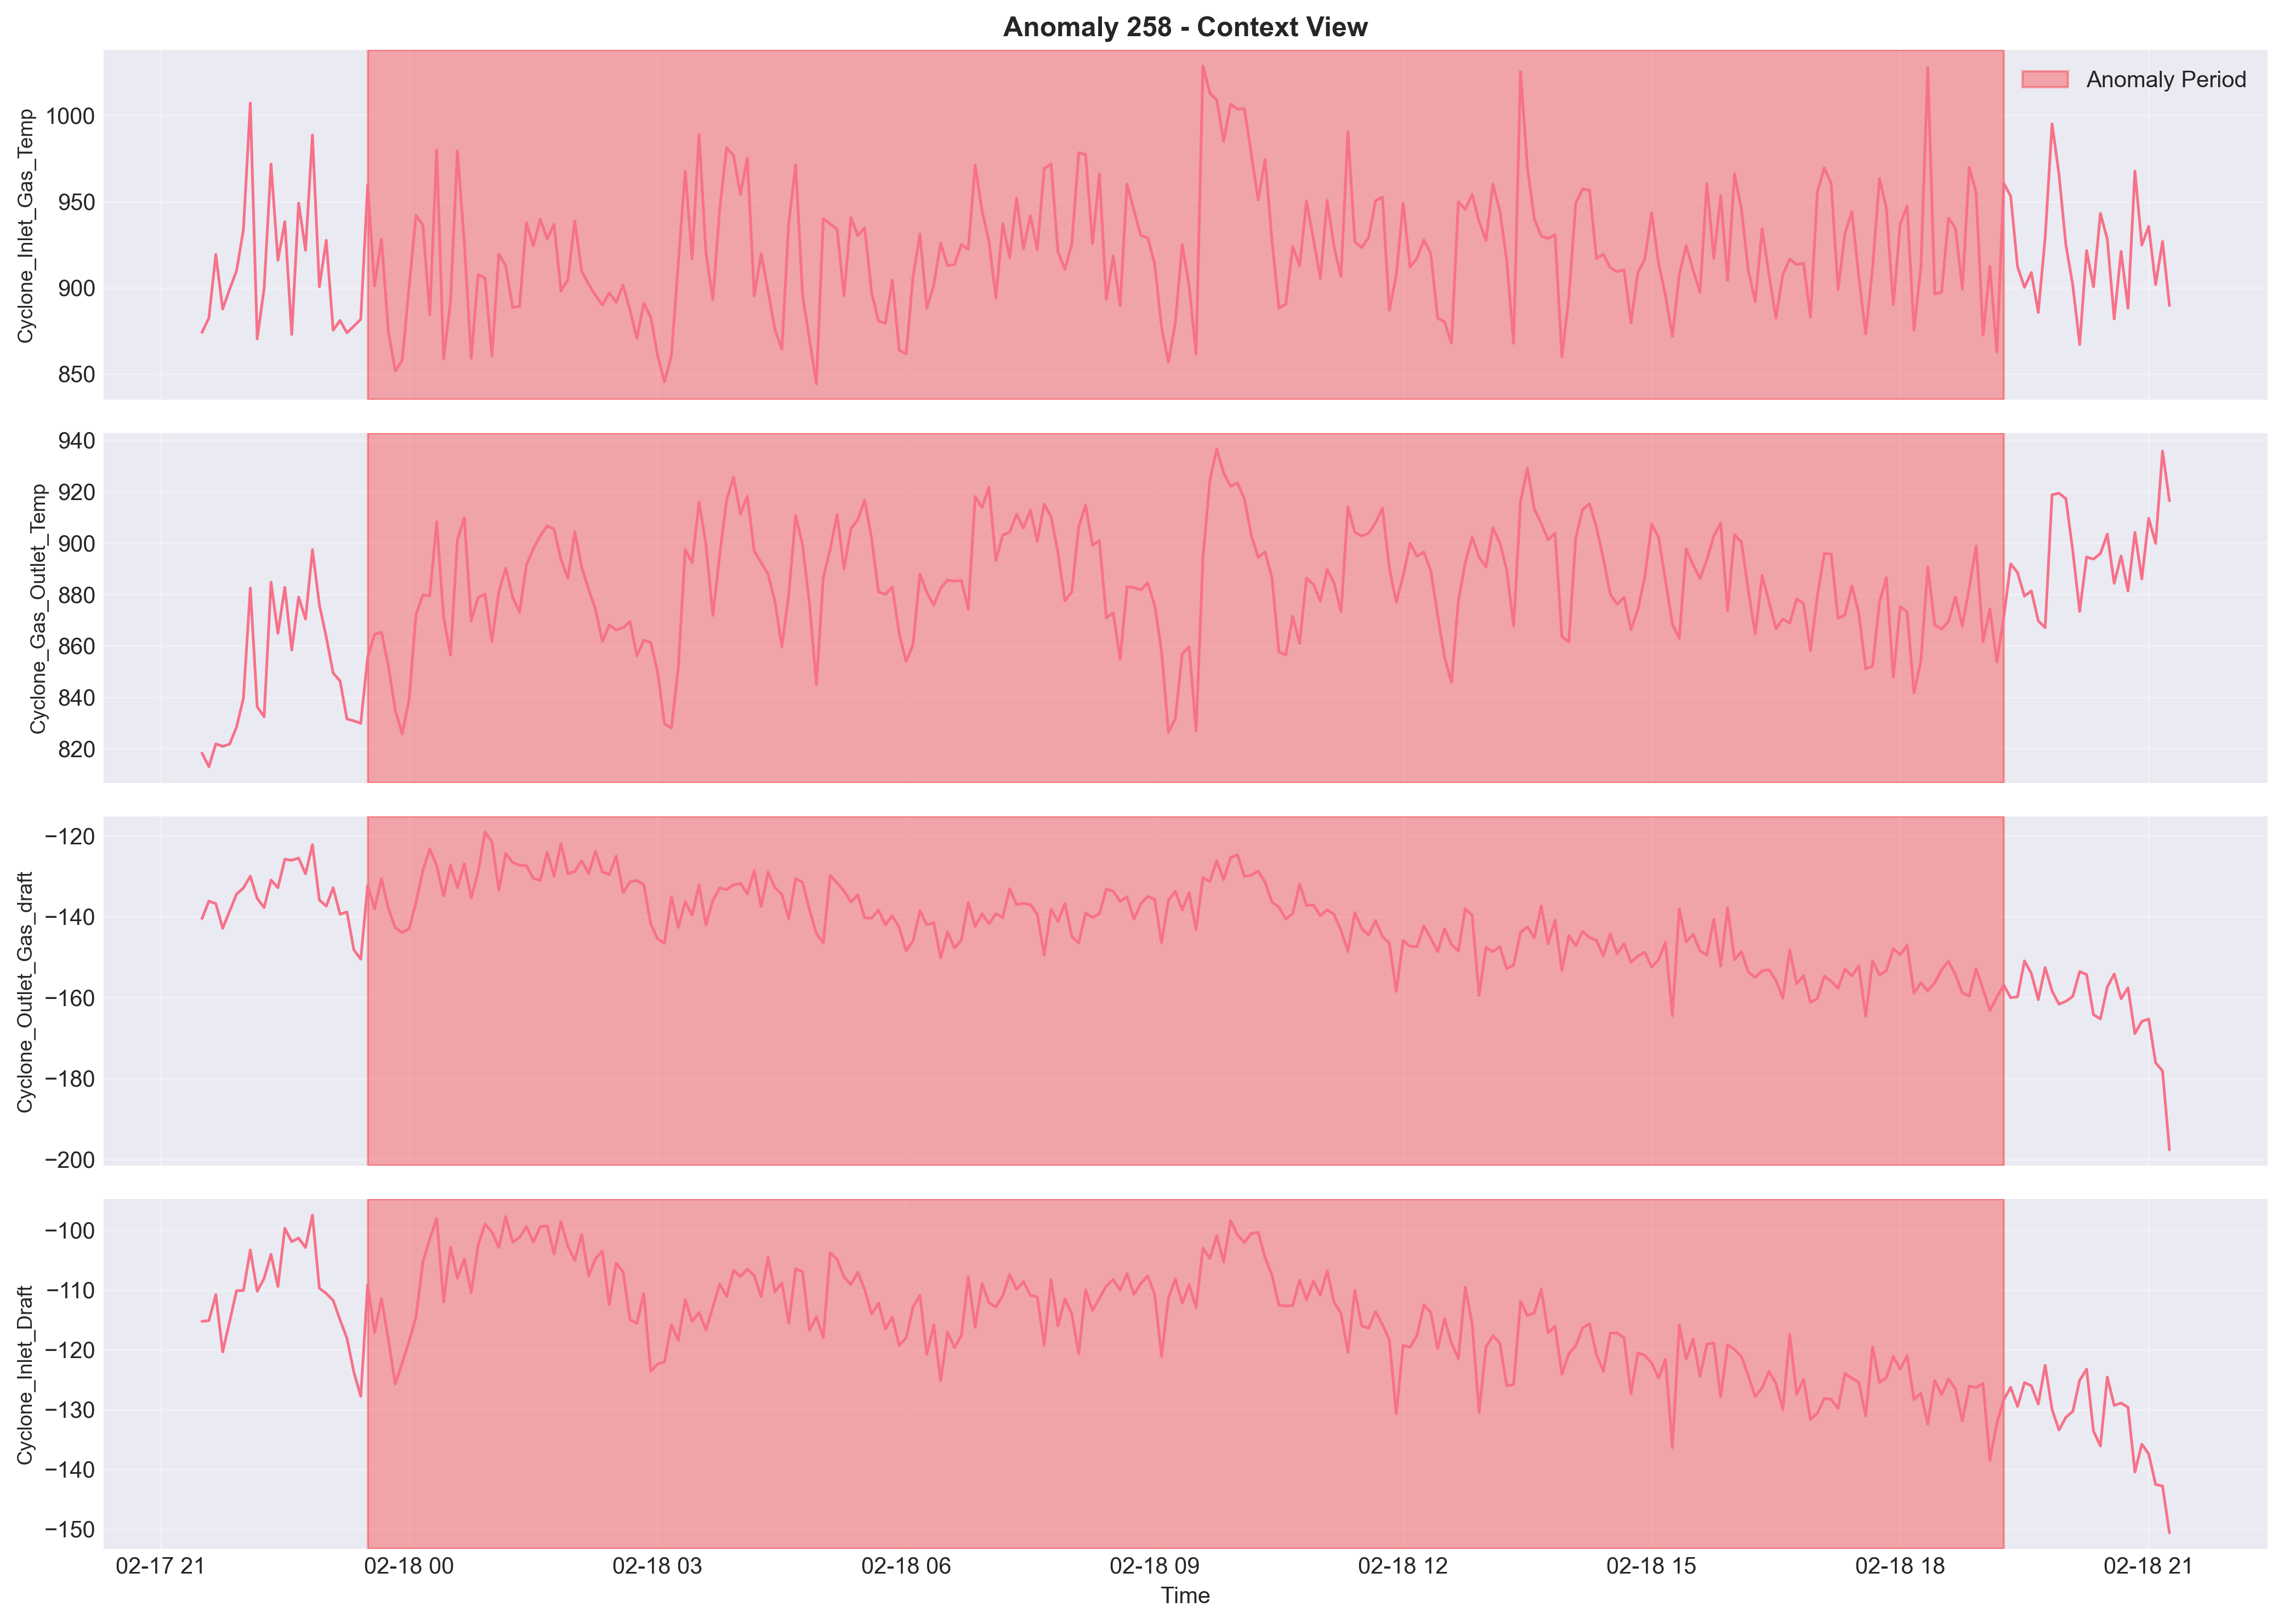 Anomaly 258 - Context View
Anomaly Period
Cyclone_Inlet_Gas_Temp
1000
950
900
850
Cyclone_Gas_Outlet_Temp
940
920
900
880
860
840
820
Cyclone_Outlet_Gas_draft
−120
−140
−160
−180
−200
Cyclone_Inlet_Draft
−100
−110
−120
−130
−140
−150
02-17 21 02-18 00 02-18 03 02-18 06 02-18 09 02-18 12 02-18 15 02-18 18 02-18 21
Time